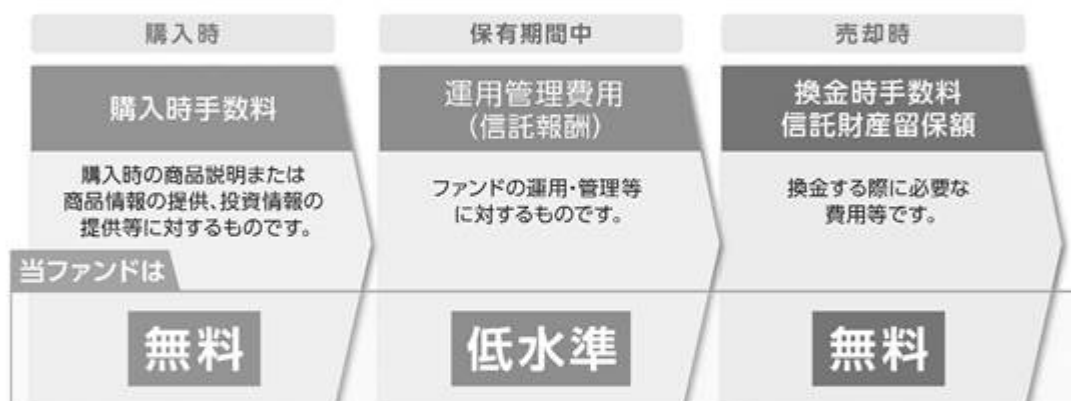 購入時
保有期間中
売却時
購入時手数料
運用管理費用
(信託報酬)
換金時手数料
信託財産留保額
購入時の商品説明または
商品情報の提供、投資情報の
提供等に対するものです。
ファンドの運用・管理等
に対するものです。
換金する際に必要な
費用等です。
当ファンドは
無料
低水準
無料